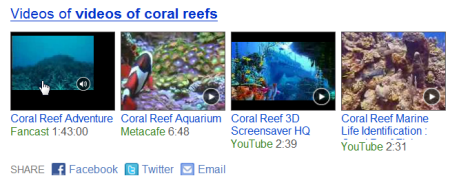 Videos of videos of coral reefs
Coral Reef Adventure
Fancast 1:43:00
Coral Reef Aquarium
Metacafe 6:48
Coral Reef 3D
Screensaver HQ
YouTube 2:39
Coral Reef Marine
Life Identification :
YouTube 2:31
SHARE Facebook Twitter Email